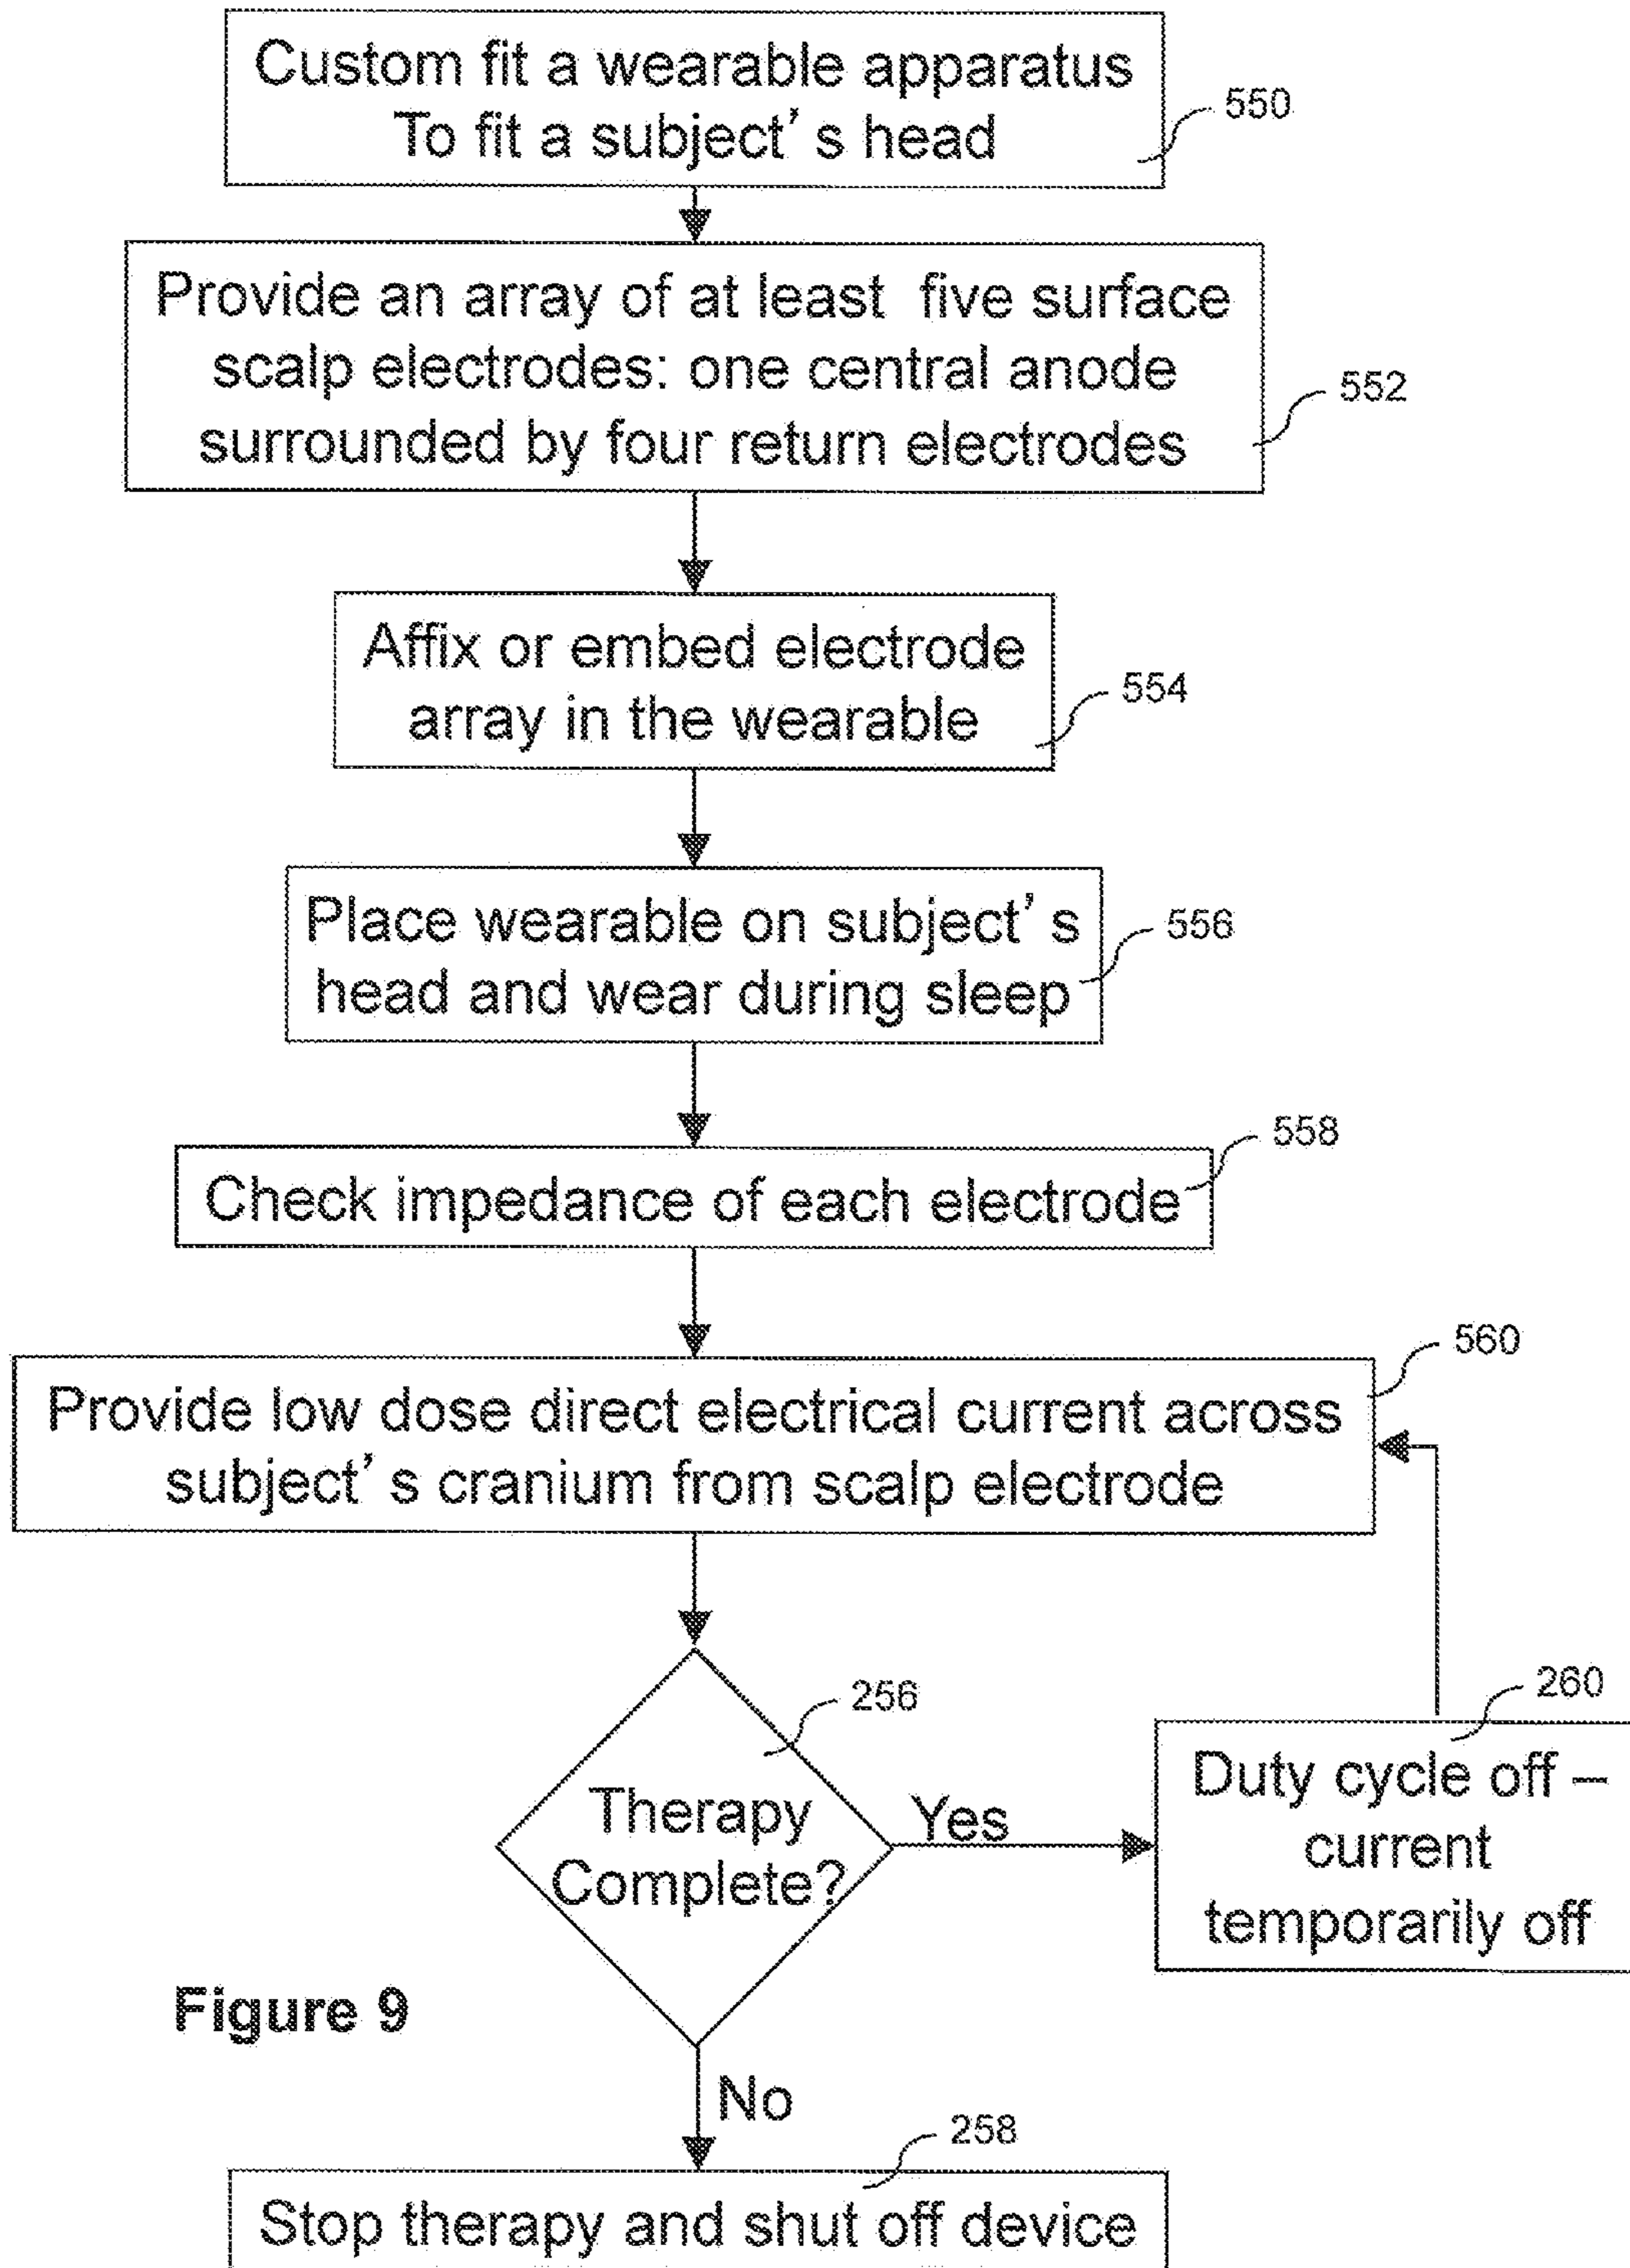 Custom fit a wearable apparatus
To fit a subject's head
550
Provide an array of at least five surface
scalp electrodes: one central anode
surrounded by four return electrodes
552
Affix or embed electrode
array in the wearable
554
Place wearable on subject's
head and wear during sleep
556
Check impedance of each electrode
558
Provide low dose direct electrical current across
subject's cranium from scalp electrode
560
Therapy
Complete?
256
Yes
Duty cycle off –
current
temporarily off
260
Figure 9
No
258
Stop therapy and shut off device